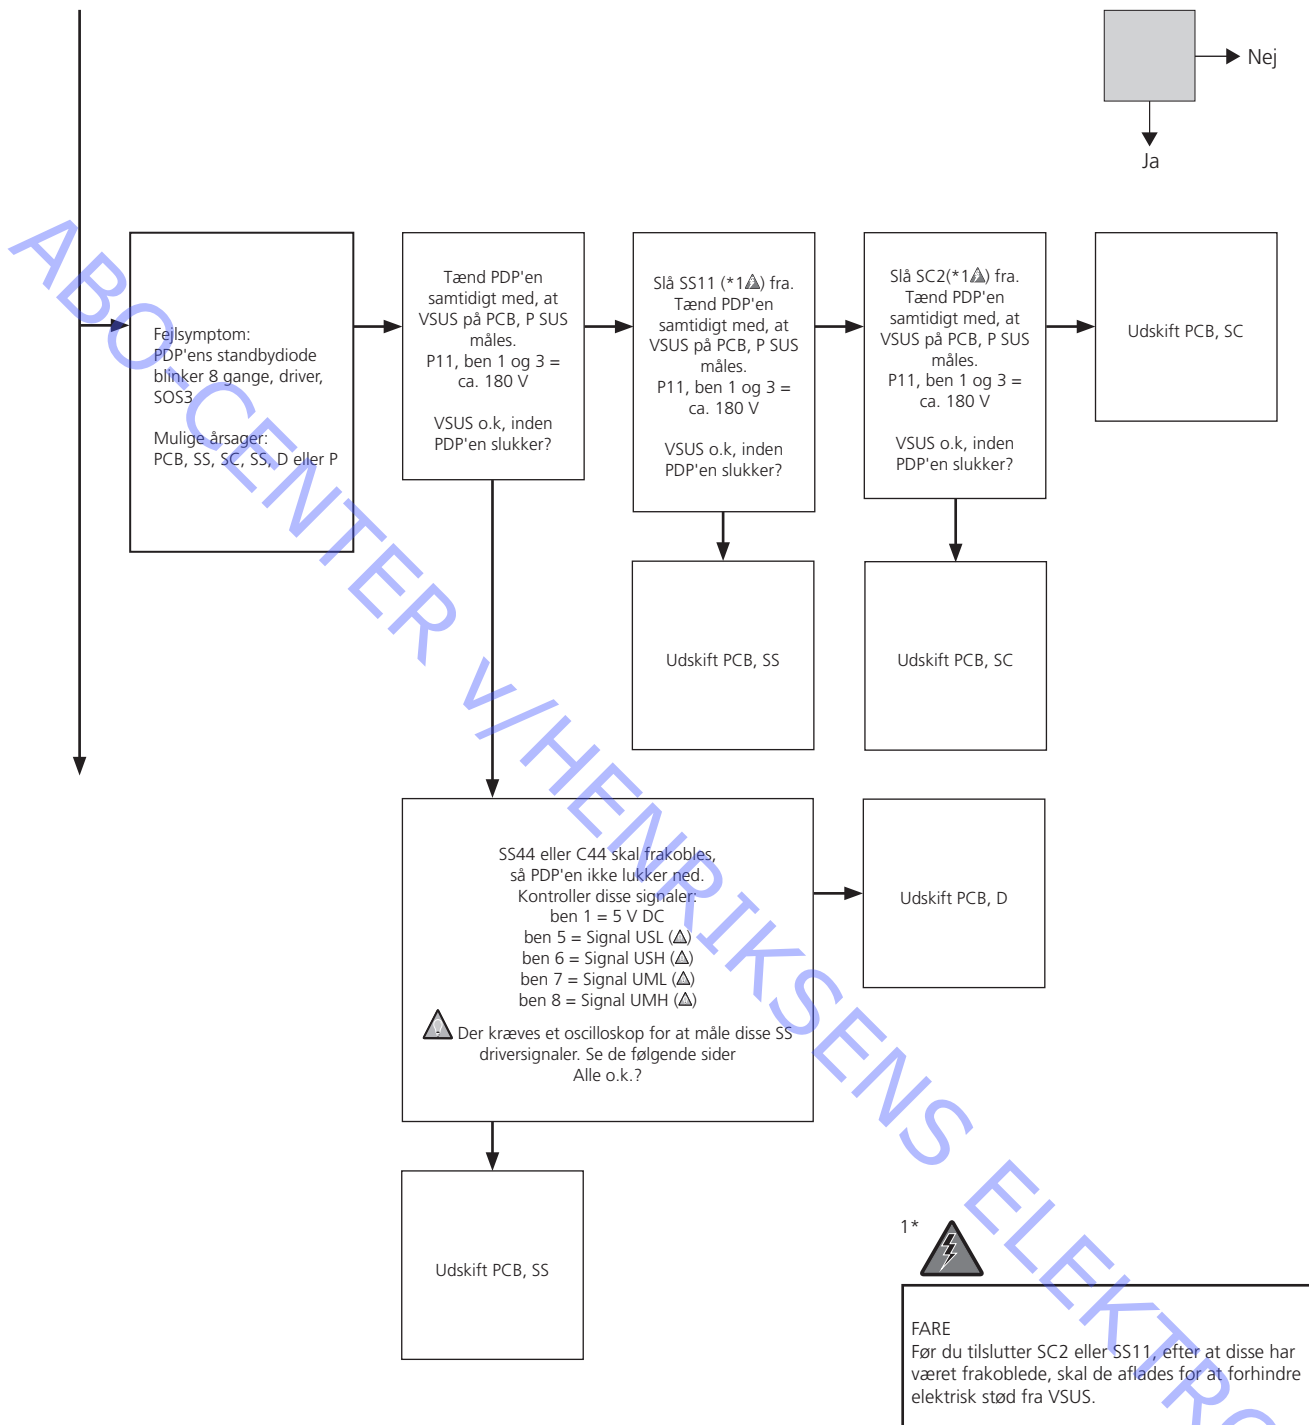 Nej
Ja
Fejlsymptom:
PDP'ens standbydiode
blinker 8 gange, driver,
SOS3
Mulige årsager:
PCB, SS, SC, SS, D eller P
Tænd PDP'en
samtidigt med, at
VSUS på PCB, P SUS
måles.
P11, ben 1 og 3 =
ca. 180 V
VSUS o.k, inden
PDP'en slukker?
Slå SS11 (*1⚠) fra.
Tænd PDP'en
samtidigt med, at
VSUS på PCB, P SUS
måles.
P11, ben 1 og 3 =
ca. 180 V
VSUS o.k, inden
PDP'en slukker?
Slå SC2(*1⚠) fra.
Tænd PDP'en
samtidigt med, at
VSUS på PCB, P SUS
måles.
P11, ben 1 og 3 =
ca. 180 V
VSUS o.k, inden
PDP'en slukker?
Udskift PCB, SC
Udskift PCB, SS
Udskift PCB, SC
SS44 eller C44 skal frakobles,
så PDP'en ikke lukker ned.
Kontroller disse signaler:
ben 1 = 5 V DC
ben 5 = Signal USL (⚠)
ben 6 = Signal USH (⚠)
ben 7 = Signal UML (⚠)
ben 8 = Signal UMH (⚠)
⚠ Der kræves et oscilloskop for at måle disse SS
driversignaler. Se de følgende sider
Alle o.k.?
Udskift PCB, D
Udskift PCB, SS
1*
FARE
Før du tilslutter SC2 eller SS11, efter at disse har
været frakoblede, skal de aflades for at forhindre
elektrisk stød fra VSUS.
ABO-CENTER v/HENRIKSENS ELEKTRO